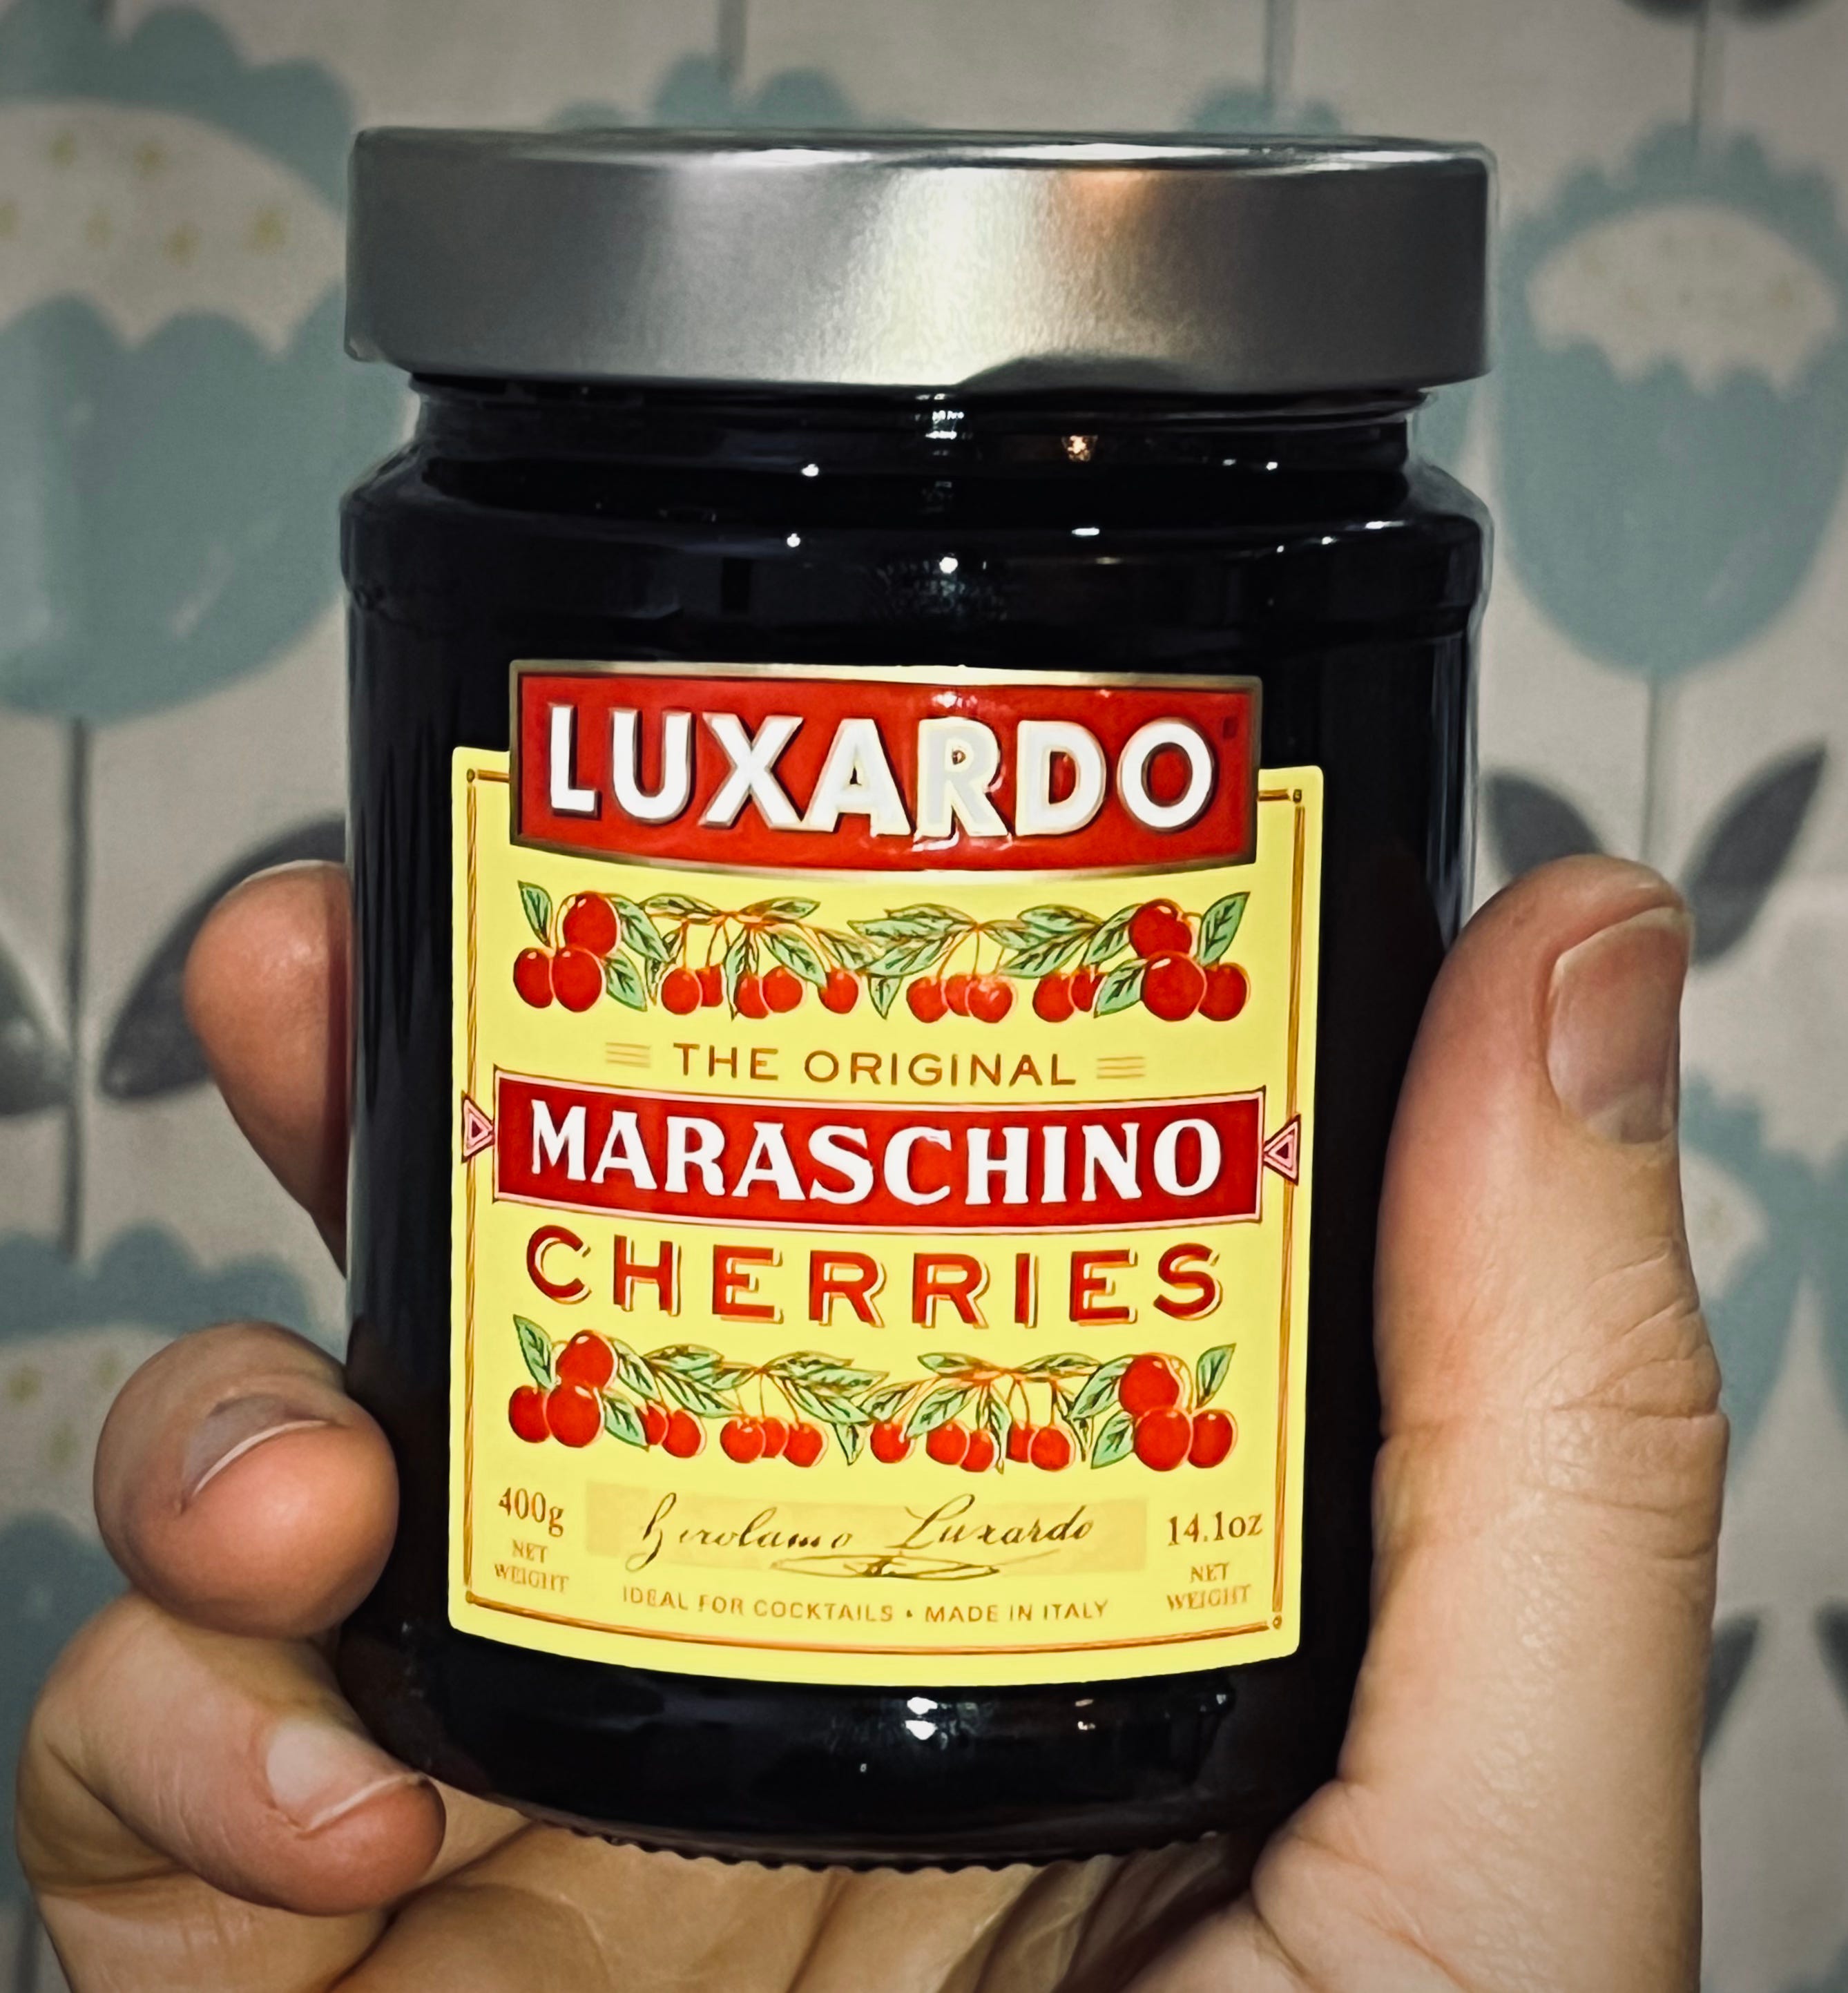 LUXARDO
THE ORIGINAL
MARASCHINO
CHERRIES
400g
NET
WEIGHT
Girolamo Luxardo
14.1oz
NET
WEIGHT
IDEAL FOR COCKTAILS • MADE IN ITALY